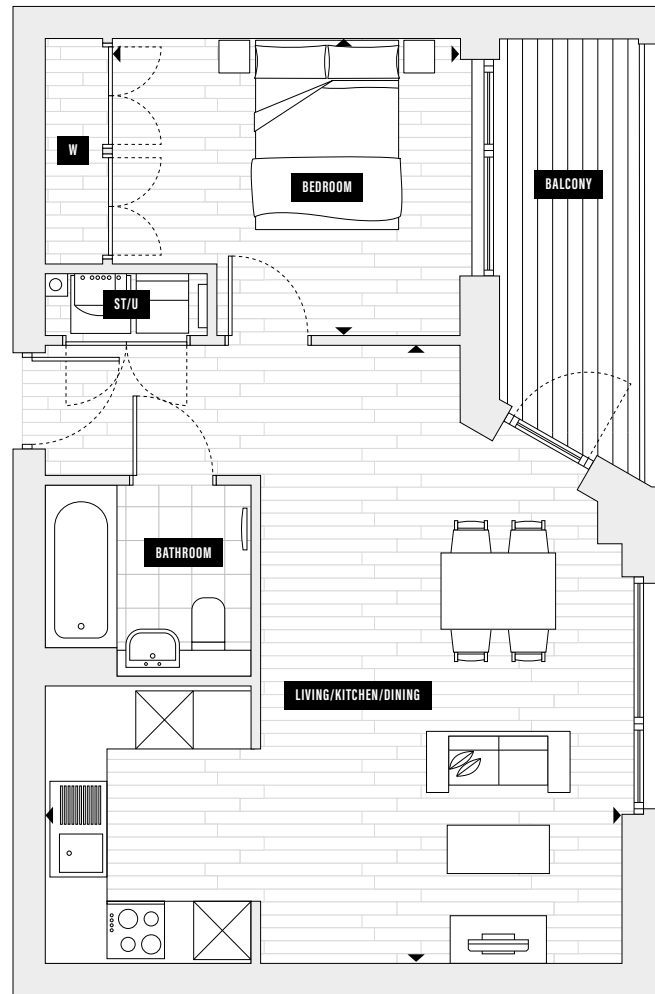 W
BEDROOM
BALCONY
ST/U
BATHROOM
LIVING/KITCHEN/DINING